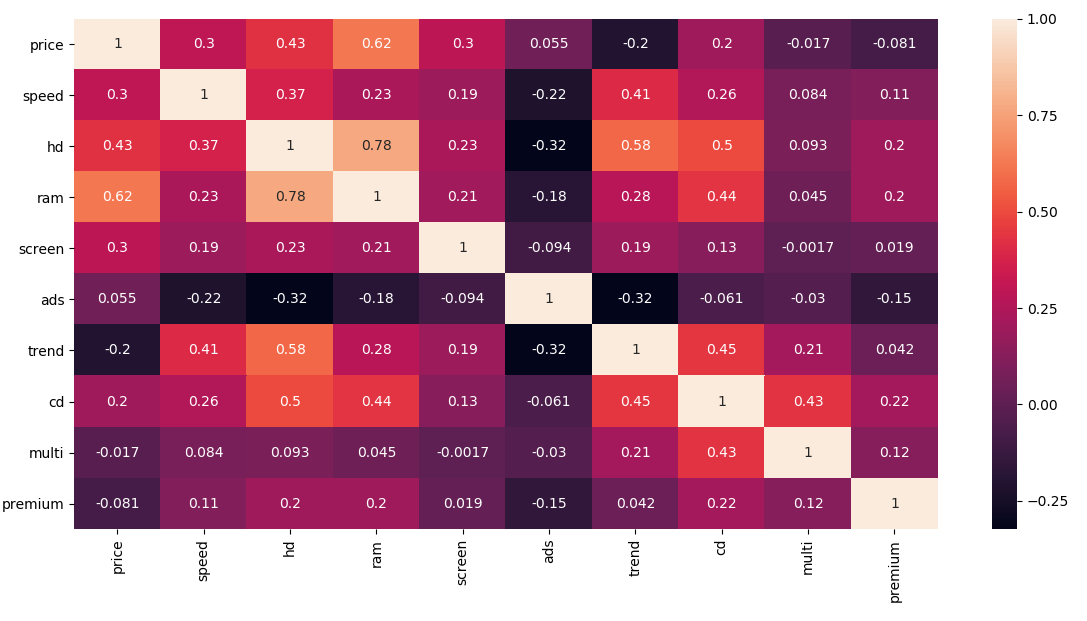 price 1 0.3 0.43 0.62 0.3 0.055 -0.2 0.2 -0.017 -0.081
speed 0.3 1 0.37 0.23 0.19 -0.22 0.41 0.26 0.084 0.11
hd 0.43 0.37 1 0.78 0.23 -0.32 0.58 0.5 0.093 0.2
ram 0.62 0.23 0.78 1 0.21 -0.18 0.28 0.44 0.045 0.2
screen 0.3 0.19 0.23 0.21 1 -0.094 0.19 0.13 -0.0017 0.019
ads 0.055 -0.22 -0.32 -0.18 -0.094 1 -0.32 -0.061 -0.03 -0.15
trend -0.2 0.41 0.58 0.28 0.19 -0.32 1 0.45 0.21 0.042
cd 0.2 0.26 0.5 0.44 0.13 -0.061 0.45 1 0.43 0.22
multi -0.017 0.084 0.093 0.045 -0.0017 -0.03 0.21 0.43 1 0.12
premium -0.081 0.11 0.2 0.2 0.019 -0.15 0.042 0.22 0.12 1
price speed hd ram screen ads trend cd multi premium
1.00
0.75
0.50
0.25
0.00
−0.25